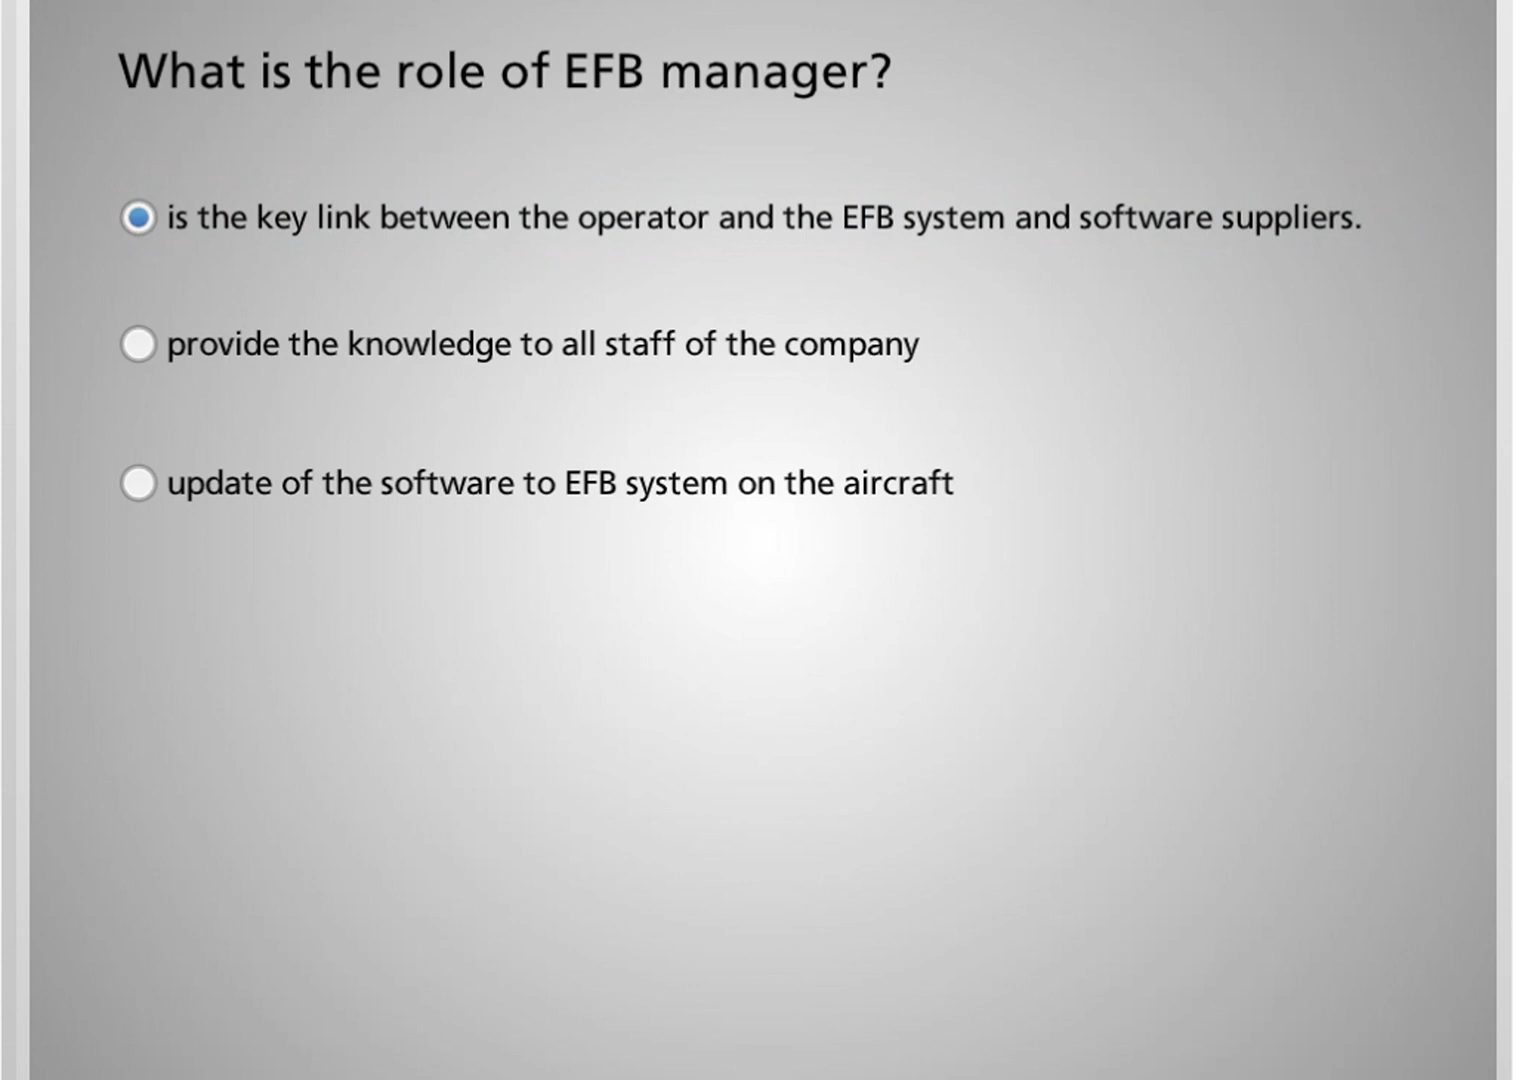 What is the role of EFB manager?
is the key link between the operator and the EFB system and software suppliers.
provide the knowledge to all staff of the company
update of the software to EFB system on the aircraft